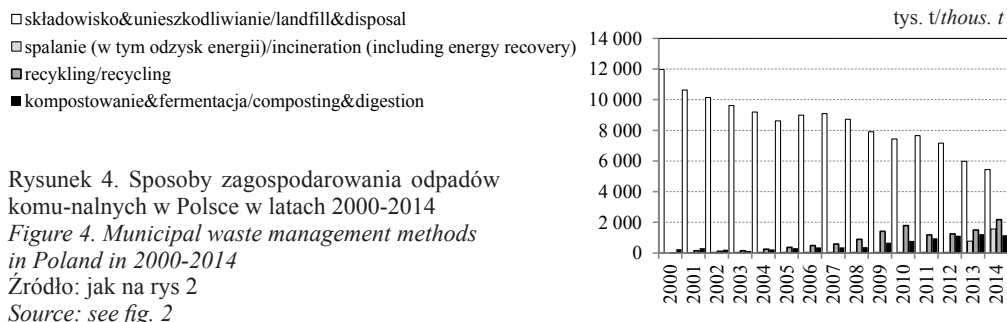 składowisko&unieszkodliwianie/landfill&disposal
spalanie (w tym odzysk energii)/incineration (including energy recovery)
recykling/recycling
kompostowanie&fermentacja/composting&digestion
Rysunek 4. Sposoby zagospodarowania odpadów
komu-nalnych w Polsce w latach 2000-2014
Figure 4. Municipal waste management methods
in Poland in 2000-2014
Źródło: jak na rys 2
Source: see fig. 2
tys. t/thous. t
14 000
12 000
10 000
8 000
6 000
4 000
2 000
0
2000 2001 2002 2003 2004 2005 2006 2007 2008 2009 2010 2011 2012 2013 2014